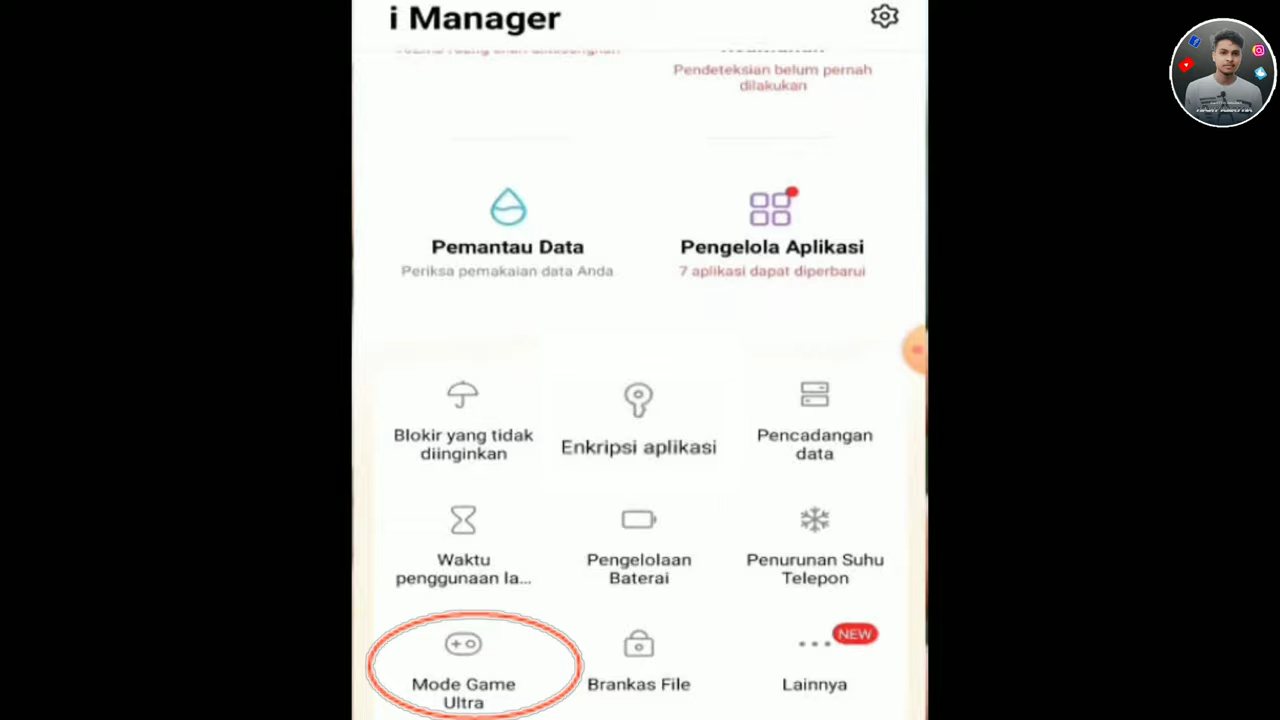 i Manager
Pendeteksian belum pernah
dilakukan
Pemantau Data
Pengelola Aplikasi
Periksa pemakaian data Anda
7 aplikasi dapat diperbarui
Blokir yang tidak
diinginkan
Enkripsi aplikasi
Pencadangan
data
Waktu
penggunaan la...
Pengelolaan
Baterai
Penurunan Suhu
Telepon
Mode Game
Ultra
Brankas File
NEW
Lainnya